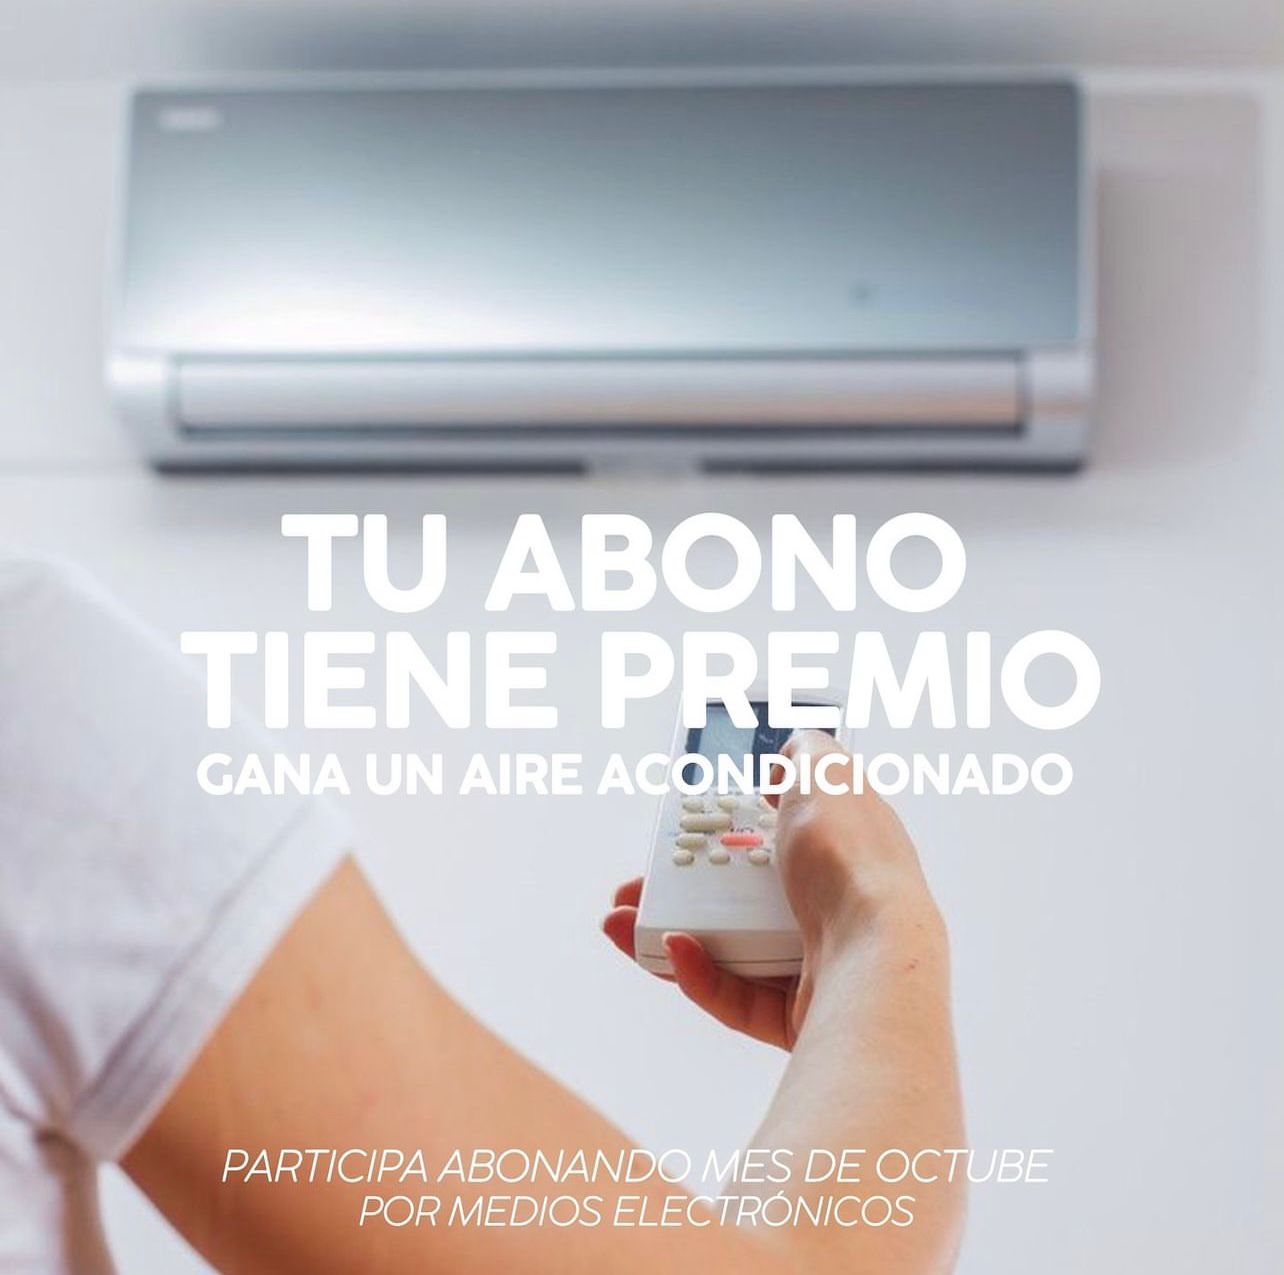 TU ABONO
TIENE PREMIO
GANA UN AIRE ACONDICIONADO
PARTICIPA ABONANDO MES DE OCTUBE
POR MEDIOS ELECTRÓNICOS